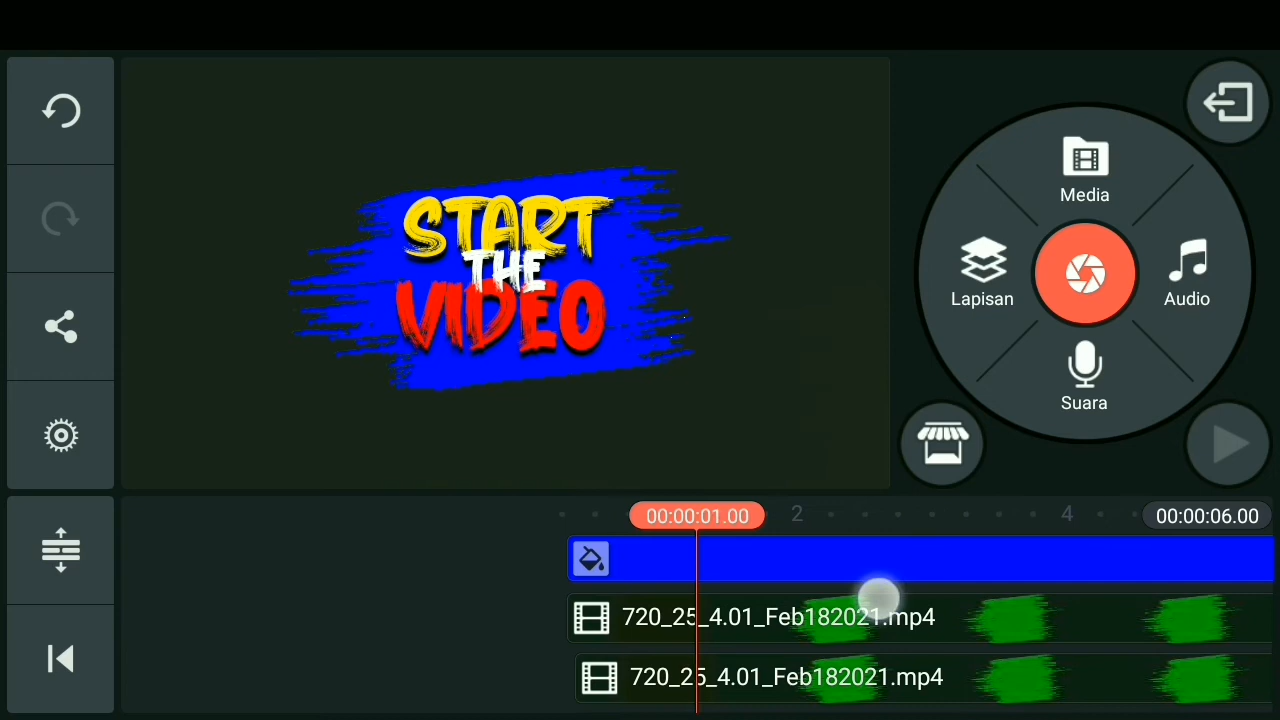 START
THE
VIDEO
Media
Lapisan
Audio
Suara
00:00:01.00
2
4
00:00:06.00
720_25_4.01_Feb182021.mp4
720_25_4.01_Feb182021.mp4